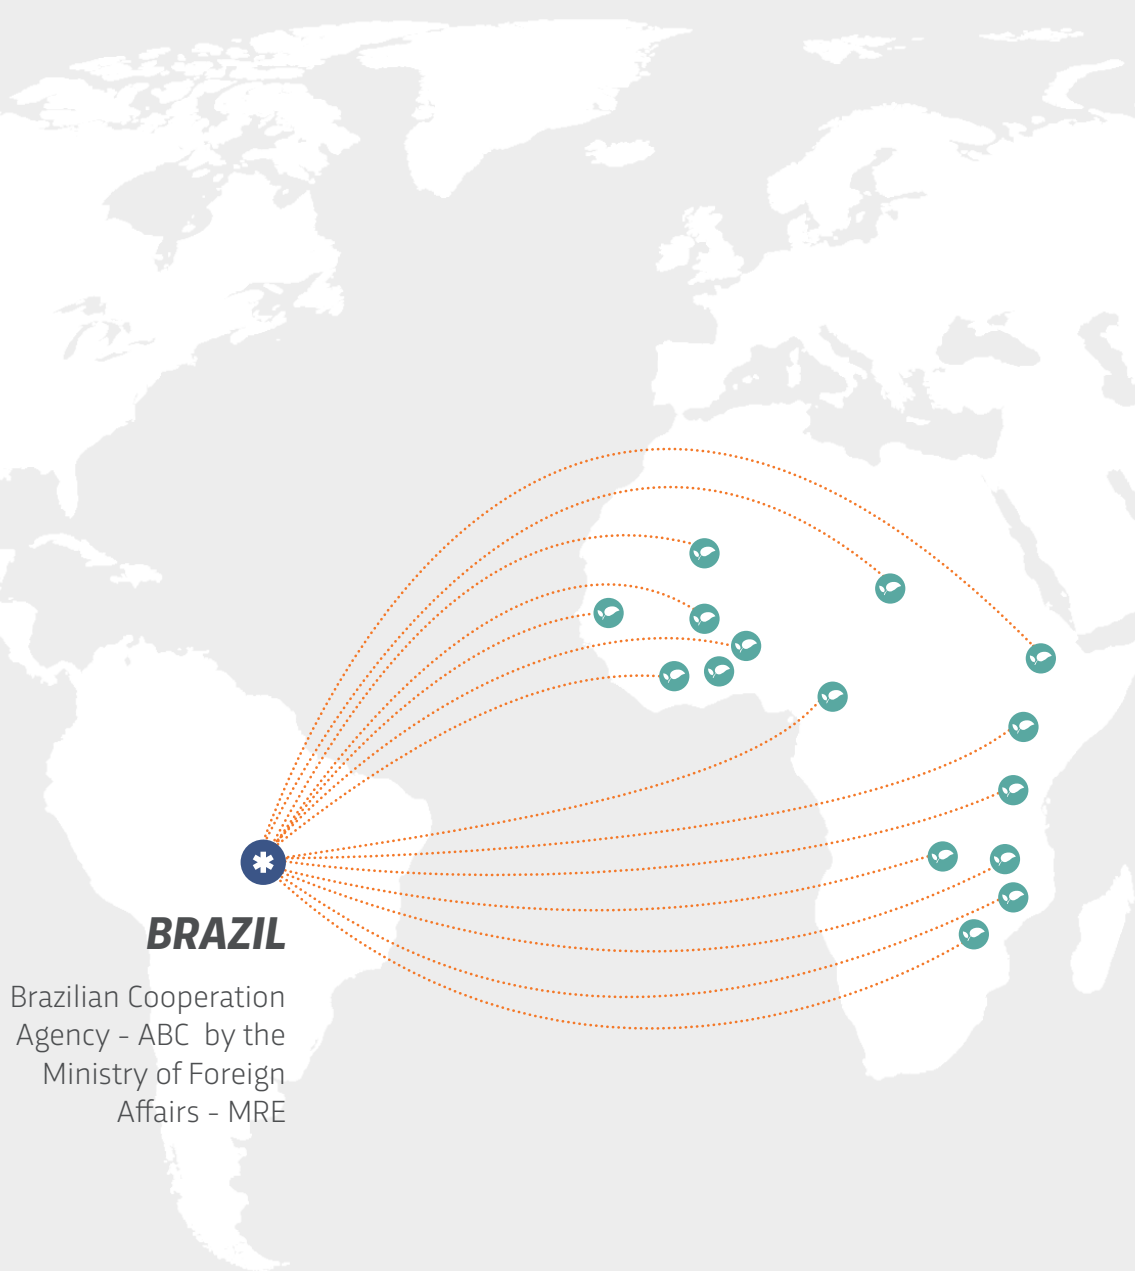 BRAZIL
Brazilian Cooperation
Agency - ABC by the
Ministry of Foreign
Affairs - MRE